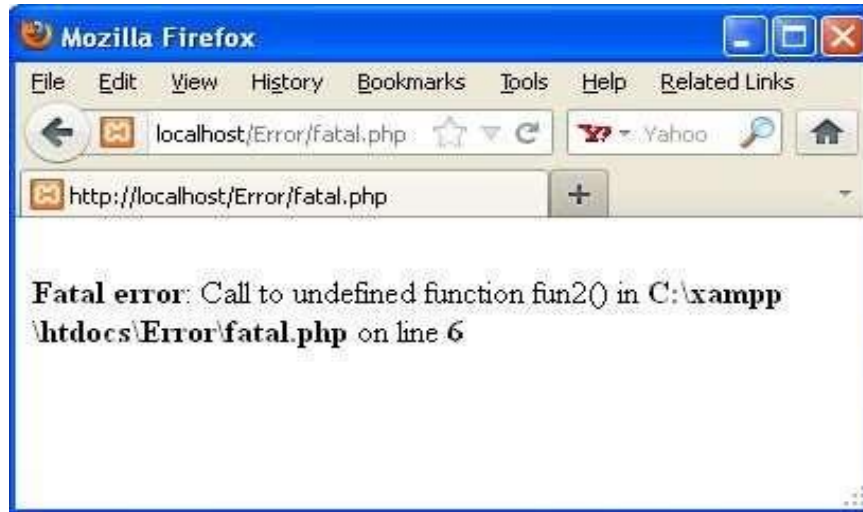 Mozilla Firefox
File Edit View History Bookmarks Tools Help Related Links
localhost/Error/fatal.php Yahoo
http://localhost/Error/fatal.php
Fatal error: Call to undefined function fun2() in C:\xampp
\htdocs\Error\fatal.php on line 6